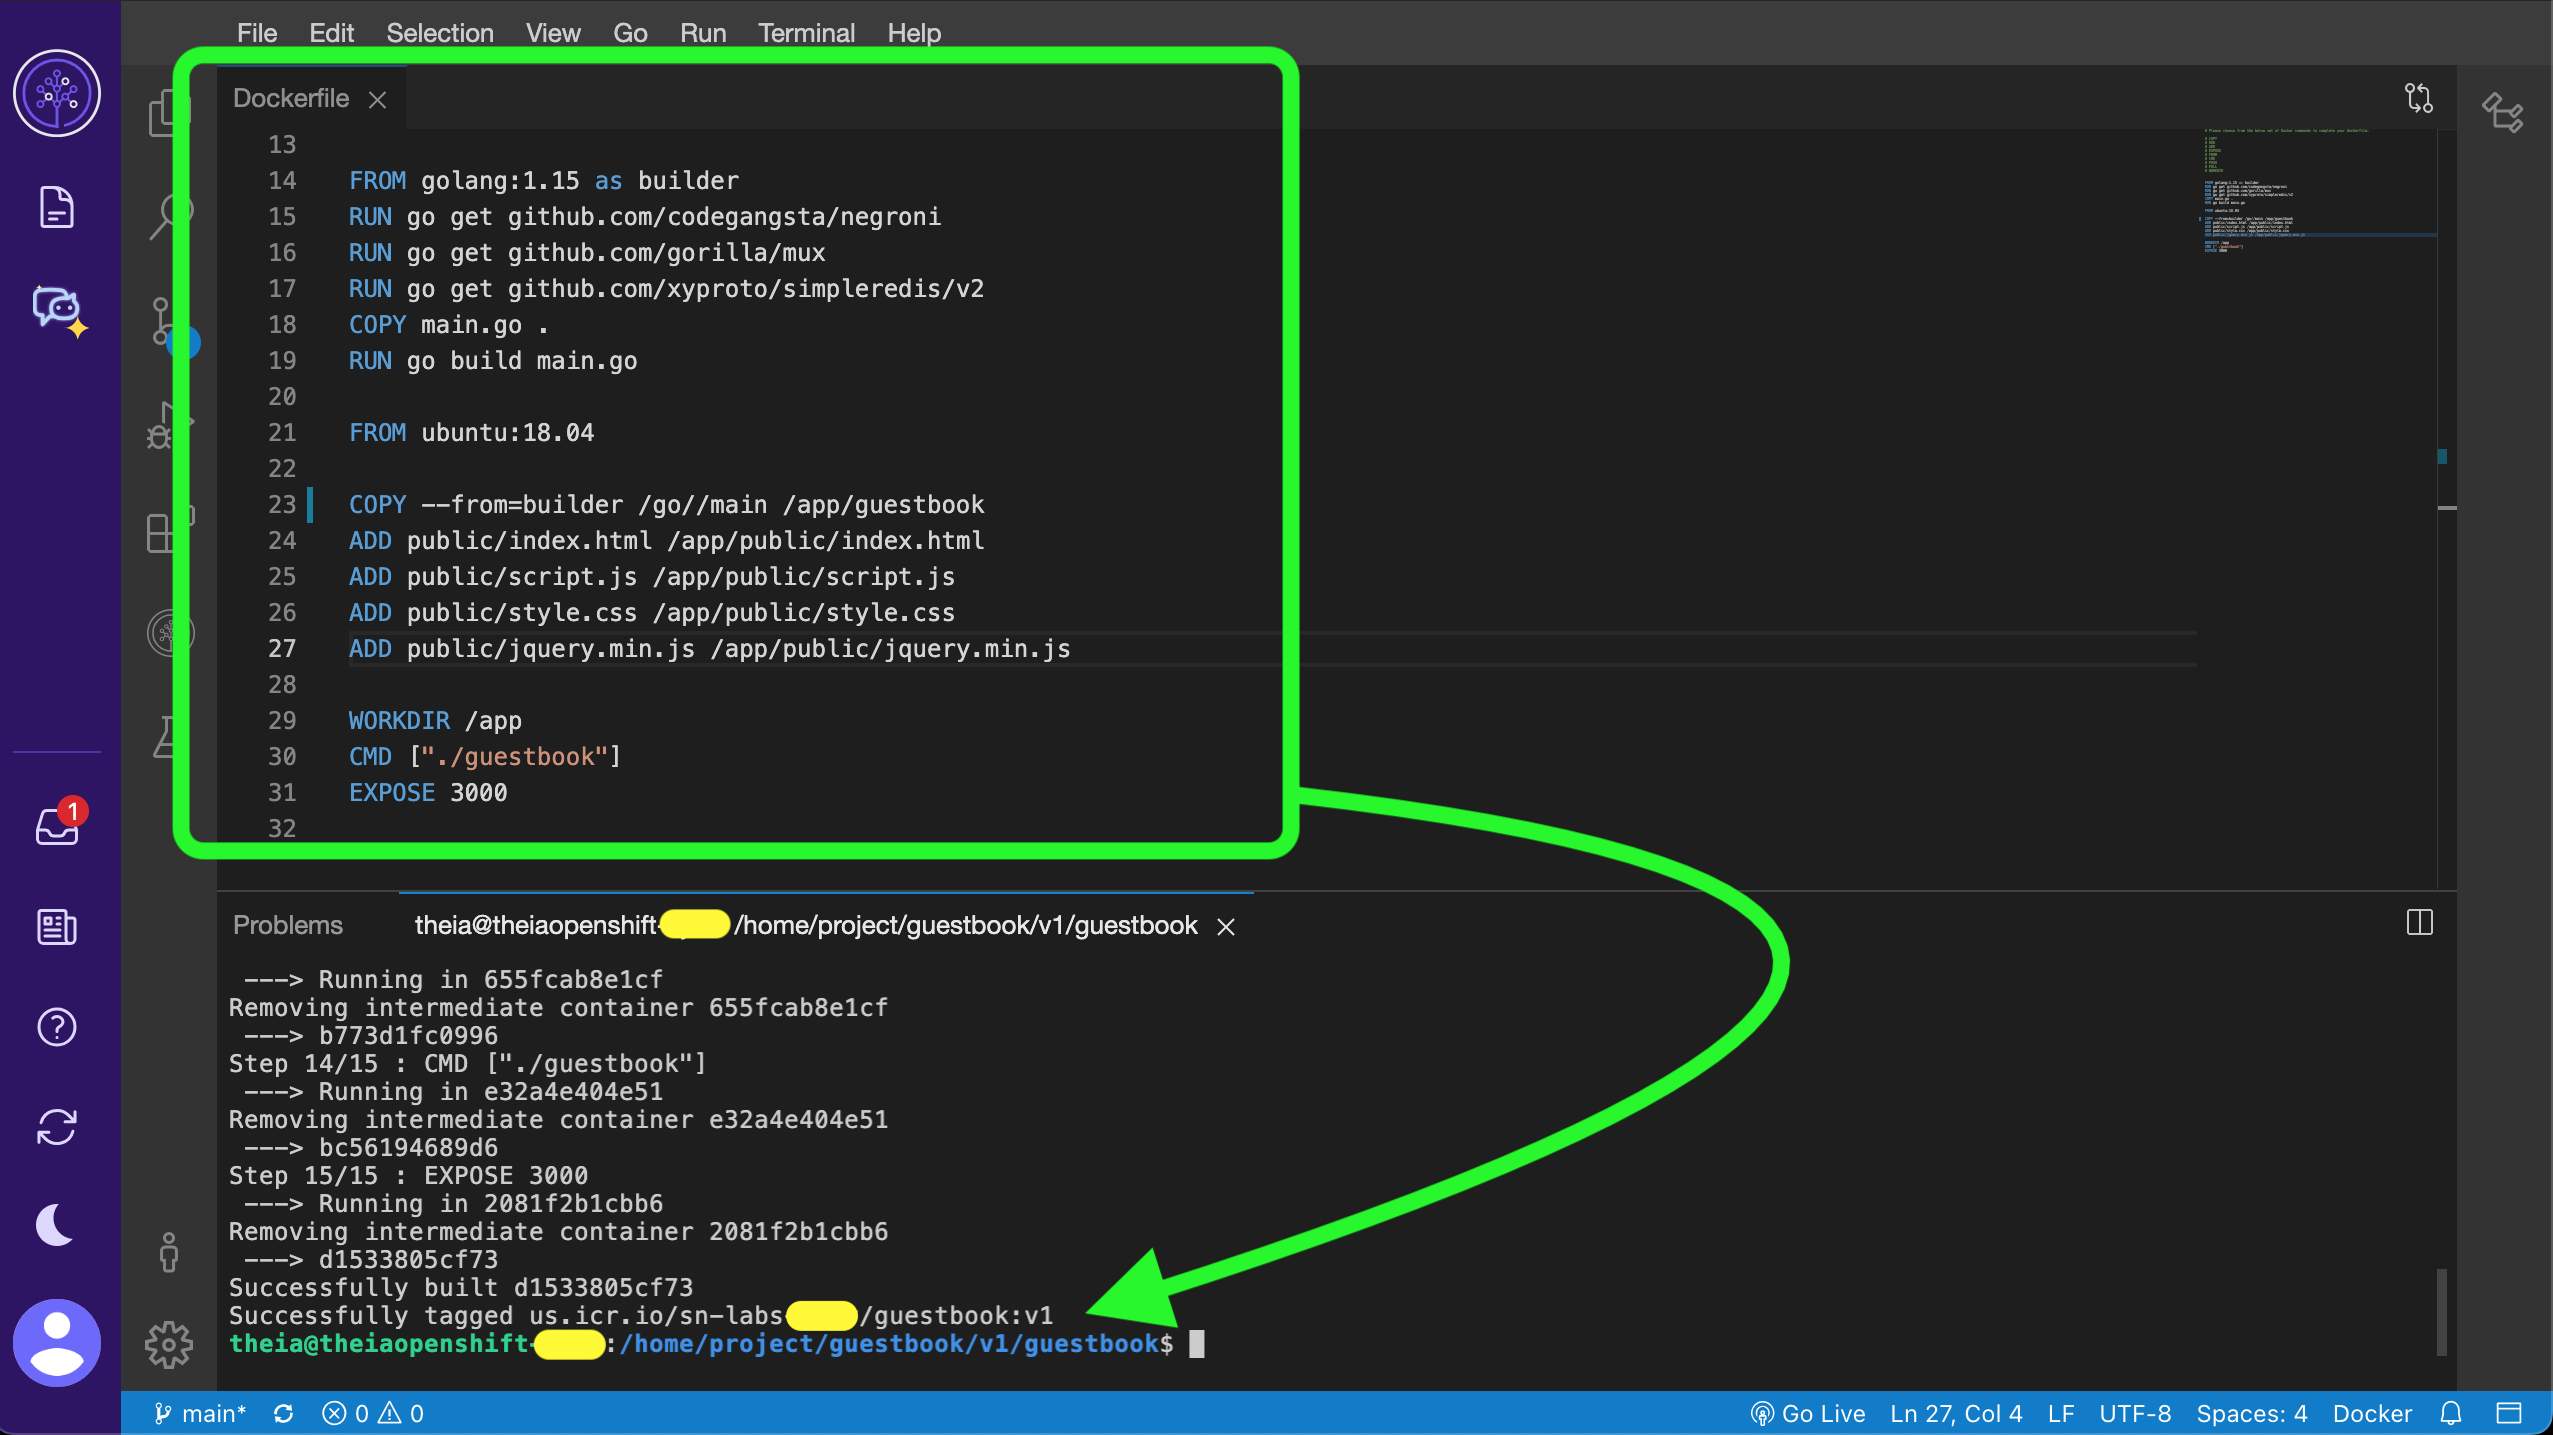 File Edit Selection View Go Run Terminal Help
Dockerfile
13
14 FROM golang:1.15 as builder
15 RUN go get github.com/codegangsta/negroni
16 RUN go get github.com/gorilla/mux
17 RUN go get github.com/xyproto/simpleredis/v2
18 COPY main.go .
19 RUN go build main.go
20
21 FROM ubuntu:18.04
22
23 COPY --from=builder /go//main /app/guestbook
24 ADD public/index.html /app/public/index.html
25 ADD public/script.js /app/public/script.js
26 ADD public/style.css /app/public/style.css
27 ADD public/jquery.min.js /app/public/jquery.min.js
28
29 WORKDIR /app
30 CMD ["./guestbook"]
31 EXPOSE 3000
32
1
Problems theia@theiaopenshift- /home/project/guestbook/v1/guestbook
---> Running in 655fcab8e1cf
Removing intermediate container 655fcab8e1cf
---> b773d1fc0996
Step 14/15 : CMD ["./guestbook"]
---> Running in e32a4e404e51
Removing intermediate container e32a4e404e51
---> bc56194689d6
Step 15/15 : EXPOSE 3000
---> Running in 2081f2b1cbb6
Removing intermediate container 2081f2b1cbb6
---> d1533805cf73
Successfully built d1533805cf73
Successfully tagged us.icr.io/sn-labs- /guestbook:v1
theia@theiaopenshift- :/home/project/guestbook/v1/guestbook$
main* 0 0 Go Live Ln 27, Col 4 LF UTF-8 Spaces: 4 Docker